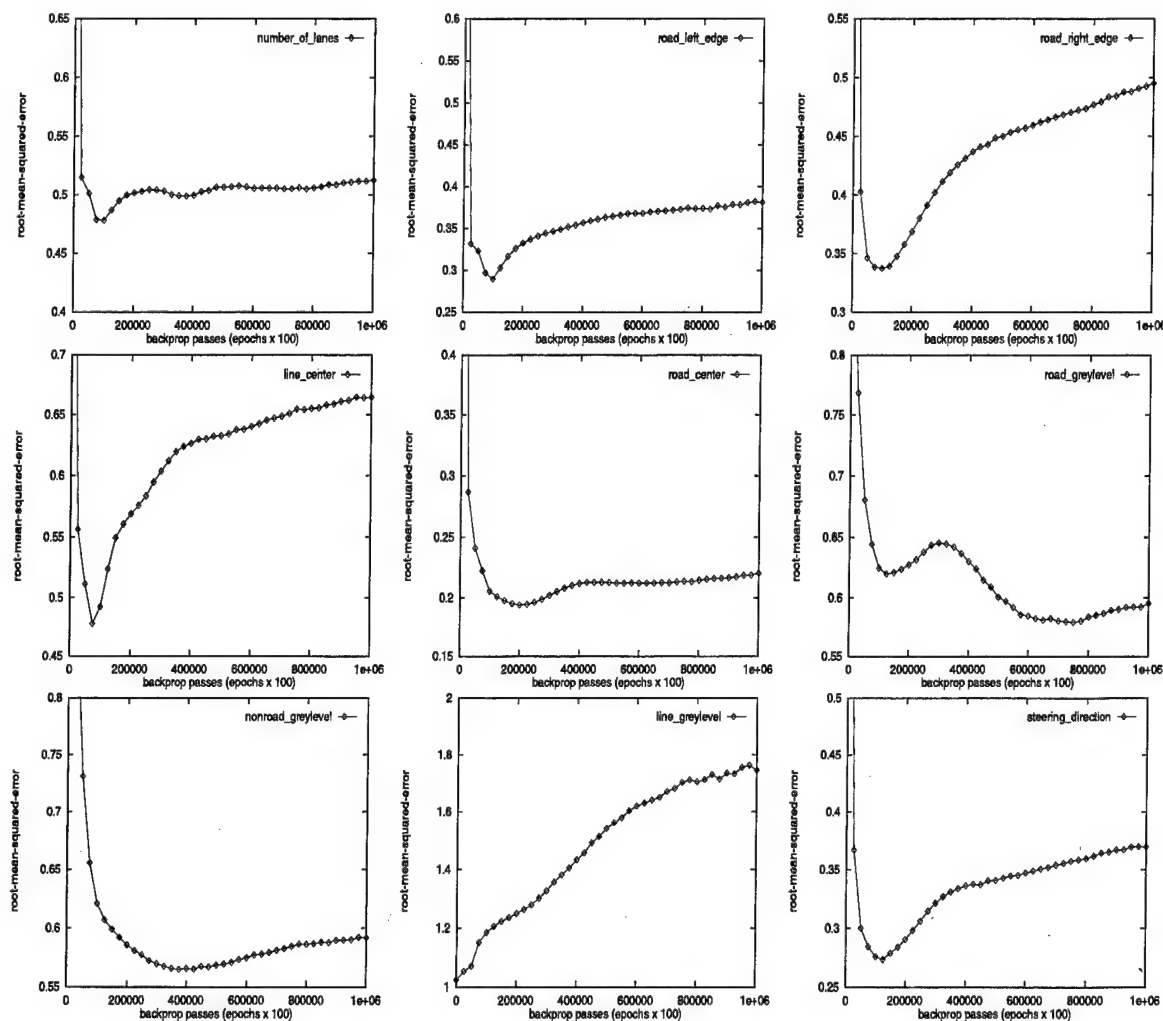 number_of_lanes
root-mean-squared-error
0.65
0.6
0.55
0.5
0.45
0.4
0 200000 400000 600000 800000 1e+06
backprop passes (epochs x 100)
road_left_edge
root-mean-squared-error
0.6
0.55
0.5
0.45
0.4
0.35
0.3
0.25
0 200000 400000 600000 800000 1e+06
backprop passes (epochs x 100)
road_right_edge
root-mean-squared-error
0.55
0.5
0.45
0.4
0.35
0.3
0 200000 400000 600000 800000 1e+06
backprop passes (epochs x 100)
line_center
root-mean-squared-error
0.7
0.65
0.6
0.55
0.5
0.45
0 200000 400000 600000 800000 1e+06
backprop passes (epochs x 100)
road_center
root-mean-squared-error
0.4
0.35
0.3
0.25
0.2
0.15
0 200000 400000 600000 800000 1e+06
backprop passes (epochs x 100)
road_greylevel
root-mean-squared-error
0.8
0.75
0.7
0.65
0.6
0.55
0 200000 400000 600000 800000 1e+06
backprop passes (epochs x 100)
nonroad_greylevel
root-mean-squared-error
0.8
0.75
0.7
0.65
0.6
0.55
0 200000 400000 600000 800000 1e+06
backprop passes (epochs x 100)
line_greylevel
root-mean-squared-error
2
1.8
1.6
1.4
1.2
1
0 200000 400000 600000 800000 1e+06
backprop passes (epochs x 100)
steering_direction
root-mean-squared-error
0.5
0.45
0.4
0.35
0.3
0.25
0 200000 400000 600000 800000 1e+06
backprop passes (epochs x 100)